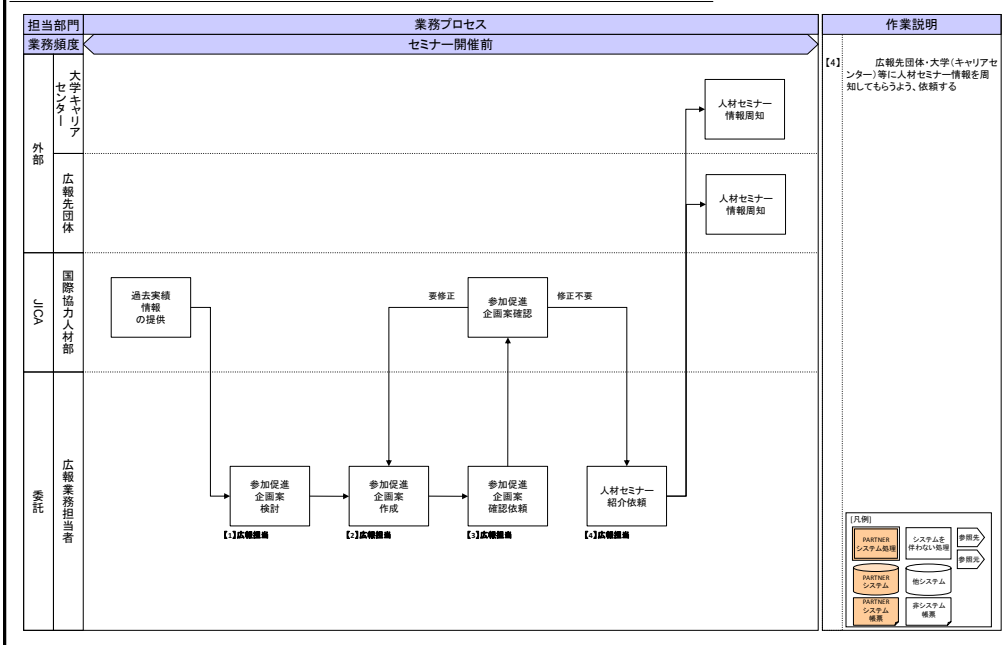 担当部門
業務プロセス
作業説明
業務頻度
セミナー開催前
外部
大学キャリア
センター
人材セミナー
情報周知
【4】 広報先団体・大学(キャリアセ
ンター)等に人材セミナー情報を周
知してもらうよう、依頼する
広報先団体
人材セミナー
情報周知
JICA
国際協力人材部
過去実績
情報
の提供
要修正
参加促進
企画案確認
修正不要
委託
広報業務担当者
参加促進
企画案
検討
【1】広報担当
参加促進
企画案
作成
【2】広報担当
参加促進
企画案
確認依頼
【3】広報担当
人材セミナー
紹介依頼
【4】広報担当
[凡例]
PARTNER
システム処理
システムを
伴わない処理
参照先
参照元
PARTNER
システム
他システム
PARTNER
システム
帳票
非システム
帳票